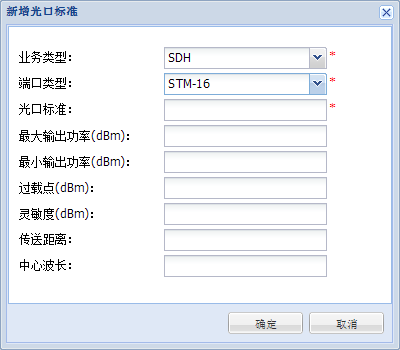 新增光口标准
业务类型： SDH *
端口类型： STM-16 *
光口标准： *
最大输出功率(dBm)：
最小输出功率(dBm)：
过载点(dBm)：
灵敏度(dBm)：
传送距离：
中心波长：
确定 取消